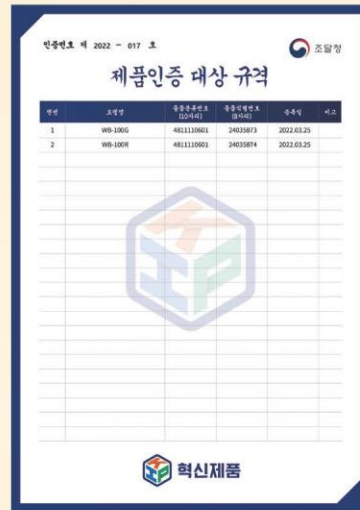 인증번호 제 2022 - 017 호
조달청
제품인증 대상 규격
연번 모델명 물품분류번호 (10자리) 물품식별번호 (8자리) 등록일 비고
1 WB-100G 4811110601 24035873 2022.03.25
2 WB-100R 4811110601 24035874 2022.03.25
KIP
혁신제품